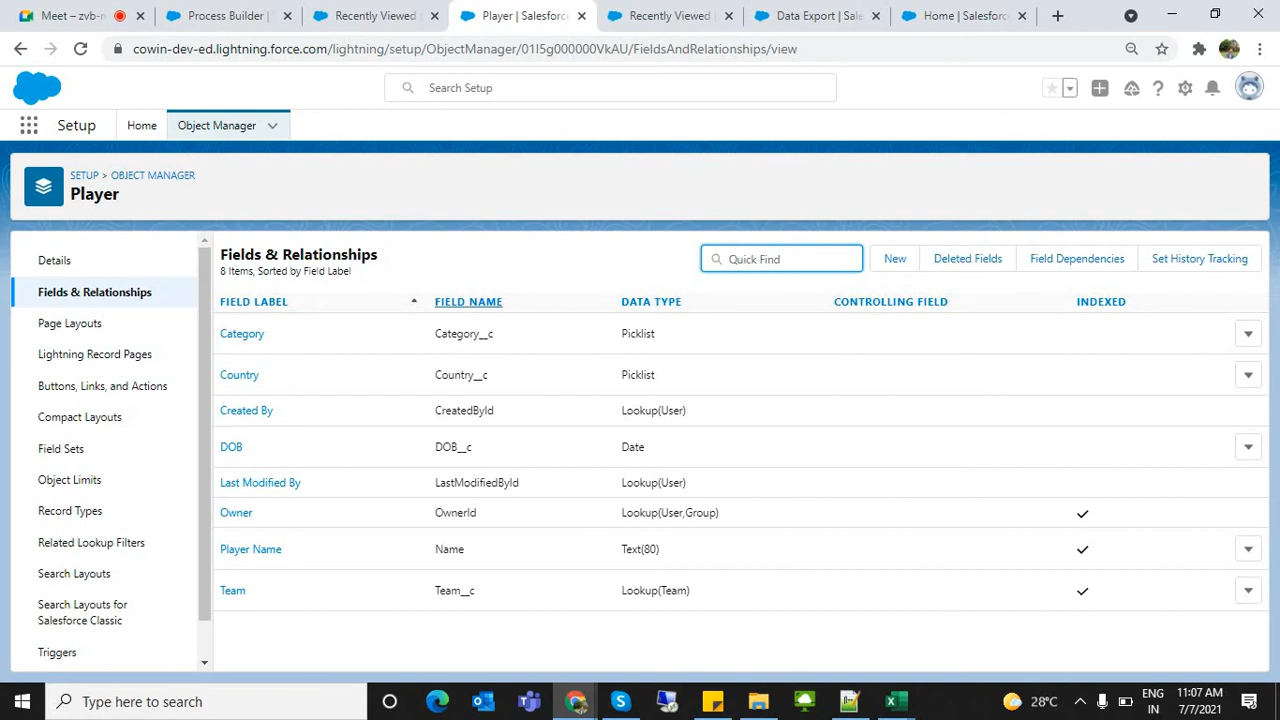 Meet – zvb-n
Process Builder
Recently Viewed
Player | Salesforce
Recently Viewed
Data Export | Sale
Home | Salesforce
cowin-dev-ed.lightning.force.com/lightning/setup/ObjectManager/01I5g000000VkAU/FieldsAndRelationships/view
Search Setup
Setup
Home
Object Manager
SETUP > OBJECT MANAGER
Player
Details
Fields & Relationships
Page Layouts
Lightning Record Pages
Buttons, Links, and Actions
Compact Layouts
Field Sets
Object Limits
Record Types
Related Lookup Filters
Search Layouts
Search Layouts for
Salesforce Classic
Triggers
Fields & Relationships
8 Items, Sorted by Field Label
Quick Find
New
Deleted Fields
Field Dependencies
Set History Tracking
FIELD LABEL FIELD NAME DATA TYPE CONTROLLING FIELD INDEXED
Category Category__c Picklist
Country Country__c Picklist
Created By CreatedById Lookup(User)
DOB DOB__c Date
Last Modified By LastModifiedById Lookup(User)
Owner OwnerId Lookup(User,Group)
Player Name Name Text(80)
Team Team__c Lookup(Team)
Type here to search
28°C
ENG
IN
11:07 AM
7/7/2021